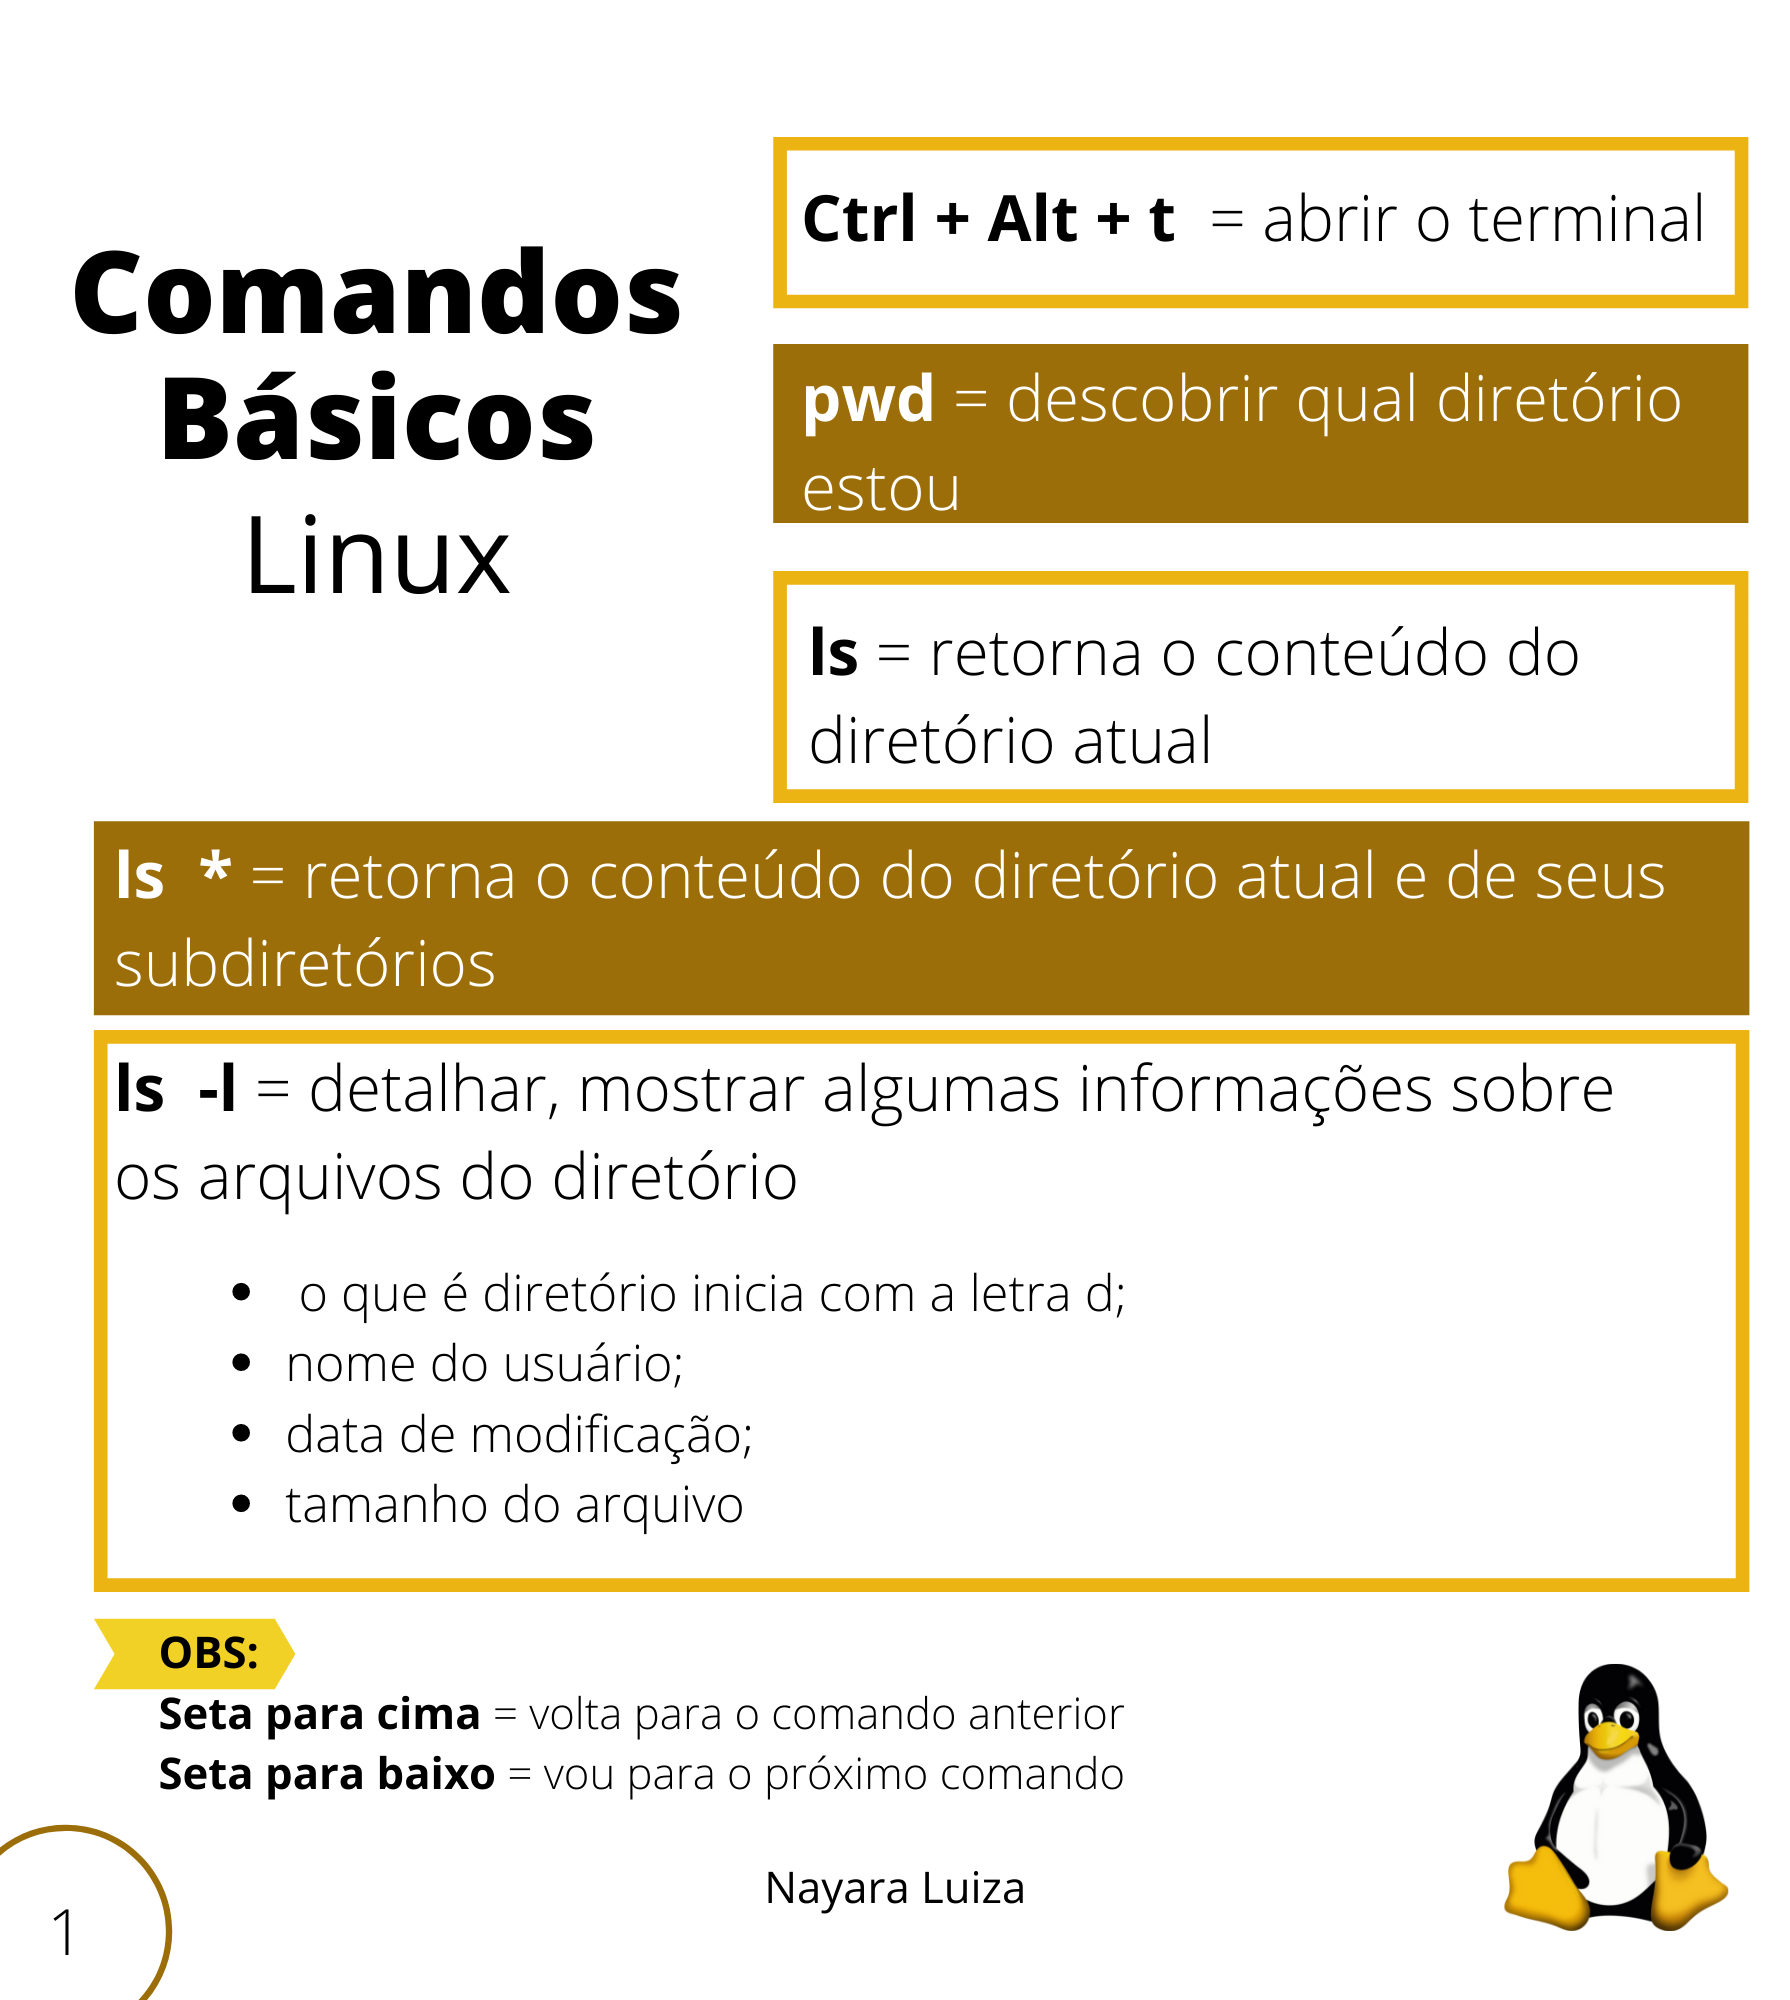 Comandos
Básicos
Linux
Ctrl + Alt + t = abrir o terminal
pwd = descobrir qual diretório
estou
ls = retorna o conteúdo do
diretório atual
ls * = retorna o conteúdo do diretório atual e de seus
subdiretórios
ls -l = detalhar, mostrar algumas informações sobre
os arquivos do diretório
• o que é diretório inicia com a letra d;
• nome do usuário;
• data de modificação;
• tamanho do arquivo
OBS:
Seta para cima = volta para o comando anterior
Seta para baixo = vou para o próximo comando
Nayara Luiza
1